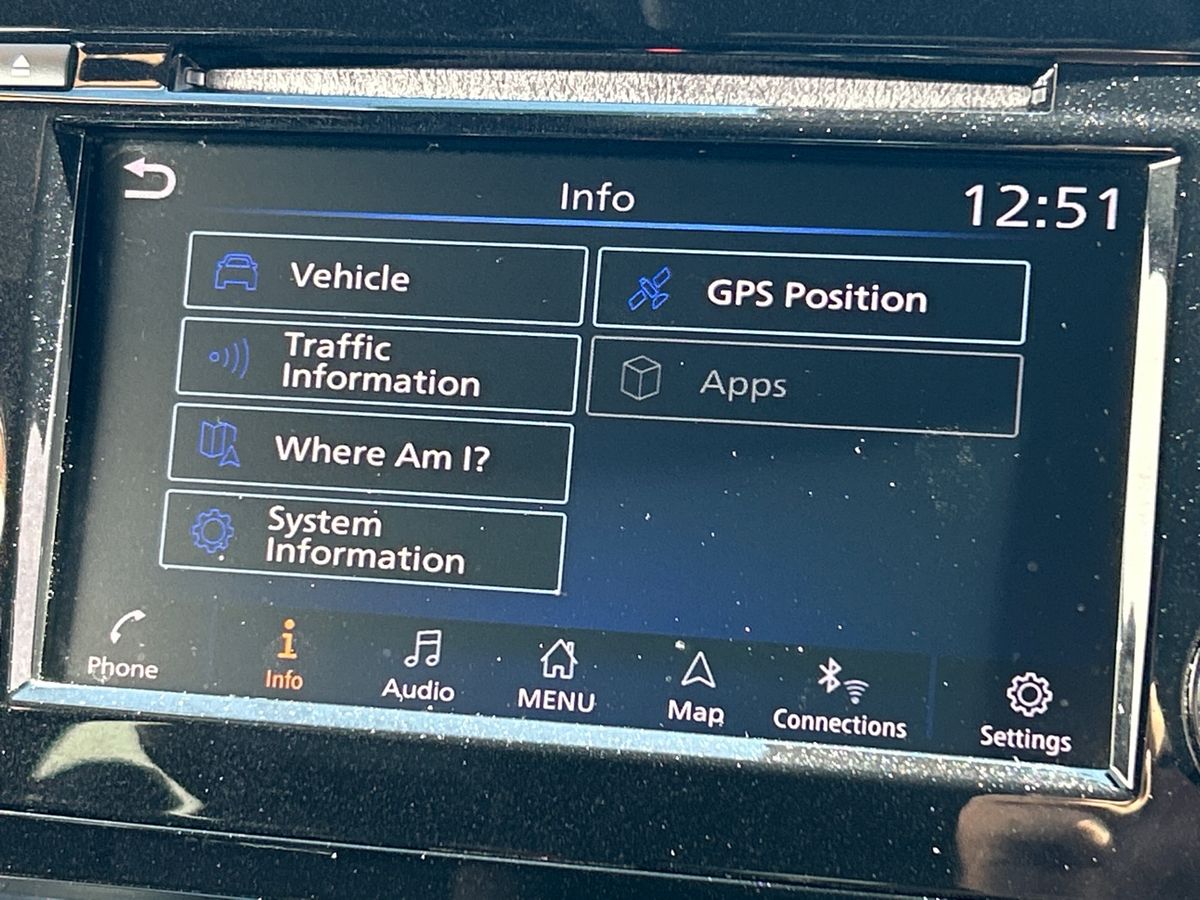 Info
12:51
Vehicle
GPS Position
Traffic
Information
Apps
Where Am I?
System
Information
Phone
Info
Audio
MENU
Map
Connections
Settings